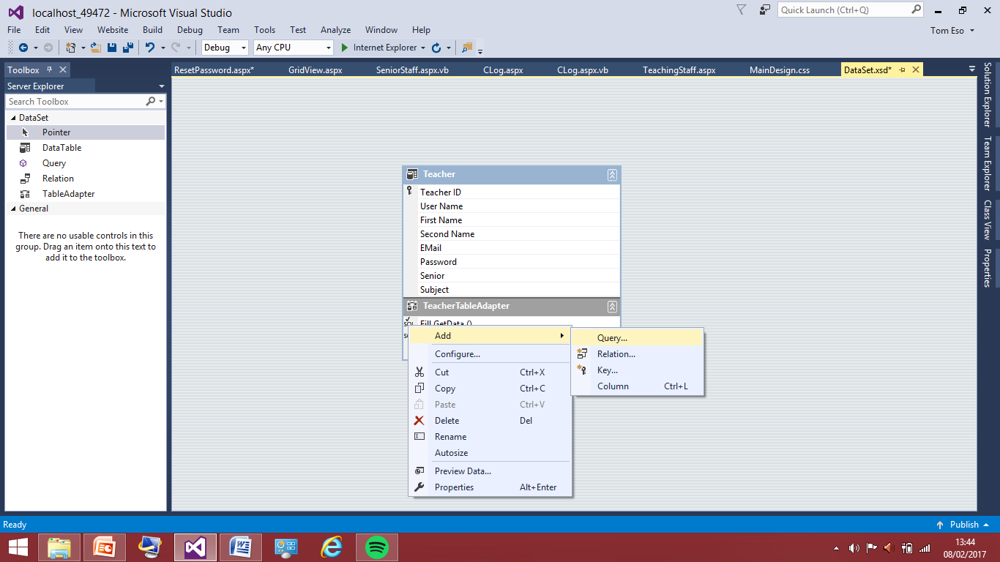 localhost_49472 - Microsoft Visual Studio
Quick Launch (Ctrl+Q)
File Edit View Website Build Debug Team Tools Test Analyze Window Help
Tom Eso
Debug Any CPU Internet Explorer
Toolbox
ResetPassword.aspx* GridView.aspx SeniorStaff.aspx.vb CLog.aspx CLog.aspx.vb TeachingStaff.aspx MainDesign.css DataSet.xsd*
Server Explorer
Search Toolbox
DataSet
Pointer
DataTable
Query
Relation
TableAdapter
General
There are no usable controls in this
group. Drag an item onto this text to
add it to the toolbox.
Teacher
Teacher ID
User Name
First Name
Second Name
EMail
Password
Senior
Subject
TeacherTableAdapter
Fill,GetData ()
Add
Configure...
Cut Ctrl+X
Copy Ctrl+C
Paste Ctrl+V
Delete Del
Rename
Autosize
Preview Data...
Properties Alt+Enter
Query...
Relation...
Key...
Column Ctrl+L
Solution Explorer
Team Explorer
Class View
Properties
Ready
Publish
13:44
08/02/2017